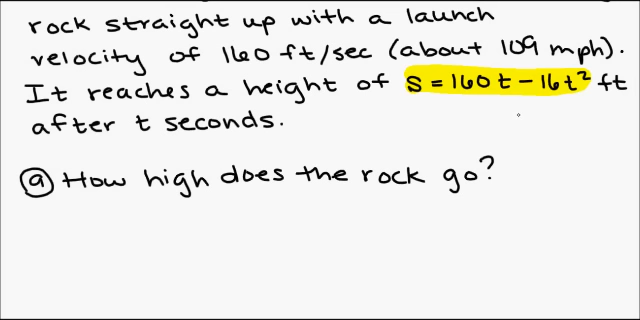 rock straight up with a launch
velocity of 160 ft/sec (about 109 mph).
It reaches a height of s = 160t - 16t² ft
after t seconds.
ⓐ How high does the rock go?